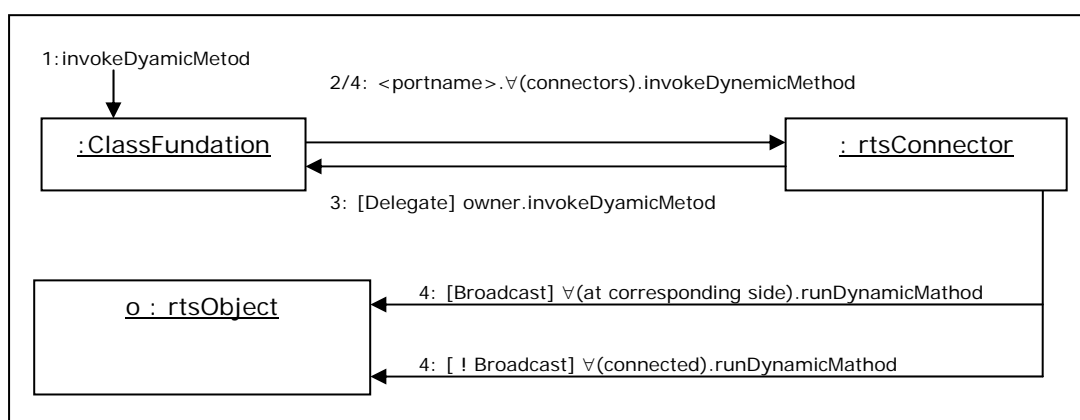 1:invokeDyamicMetod
2/4: <portname>.∀(connectors).invokeDynemicMethod
:ClassFundation
: rtsConnector
3: [Delegate] owner.invokeDyamicMetod
4: [Broadcast] ∀(at corresponding side).runDynamicMathod
o : rtsObject
4: [ ! Broadcast] ∀(connected).runDynamicMathod